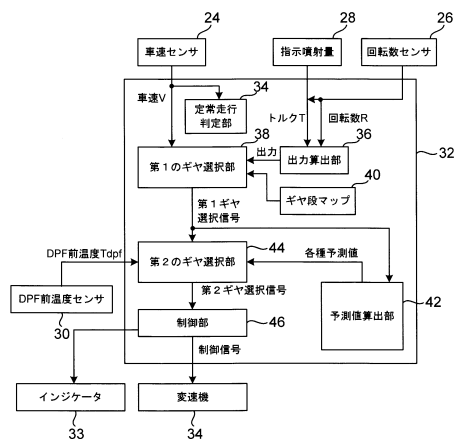 24
28
26
車速センサ
指示噴射量
回転数センサ
34
車速V
定常走行
判定部
トルクT
回転数R
38
36
32
出力
第1のギヤ選択部
出力算出部
40
ギヤ段マップ
第1ギヤ
選択信号
DPF前温度Tdpf
44
各種予測値
第2のギヤ選択部
第2ギヤ選択信号
DPF前温度センサ
30
42
予測値算出部
46
制御部
制御信号
インジケータ
変速機
33
34